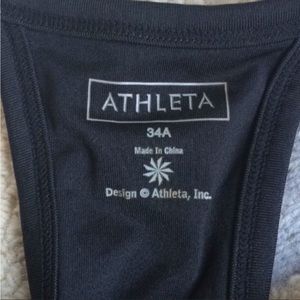 ATHLETA
34A
Made In China
Design © Athleta, Inc.